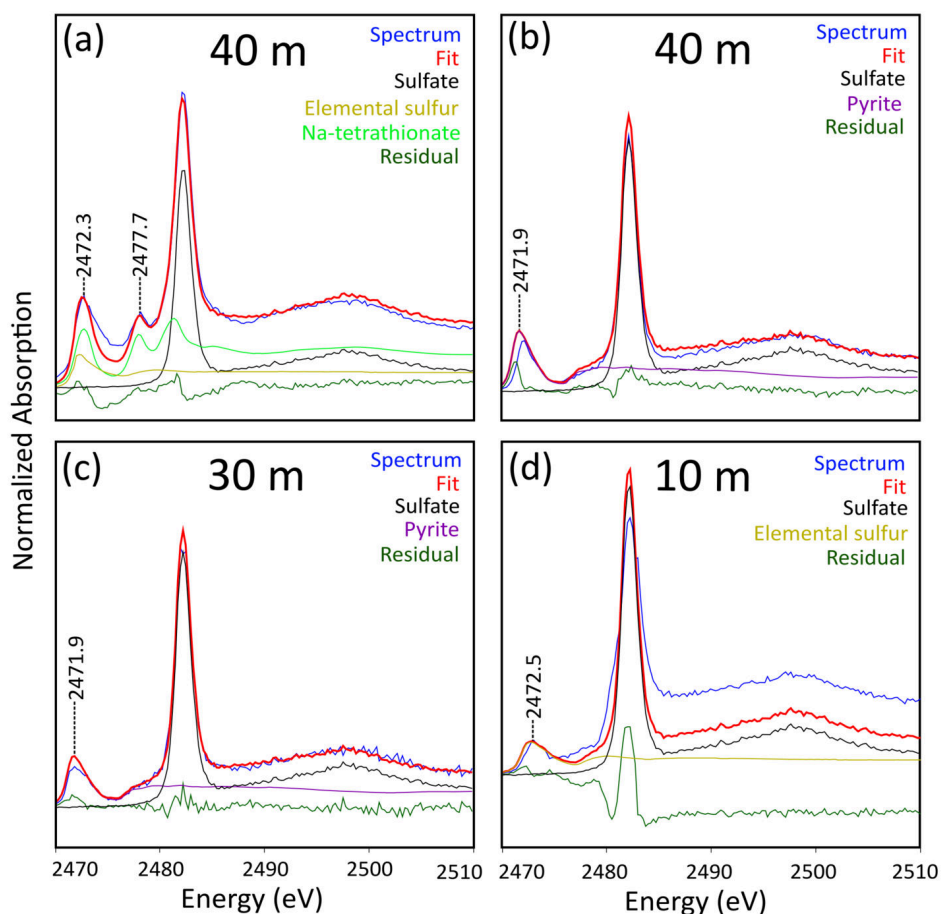 (a)
40 m
Spectrum
Fit
Sulfate
Elemental sulfur
Na-tetrathionate
Residual
2472.3
2477.7
(b)
40 m
Spectrum
Fit
Sulfate
Pyrite
Residual
2471.9
Normalized Absorption
(c)
30 m
Spectrum
Fit
Sulfate
Pyrite
Residual
2471.9
(d)
10 m
Spectrum
Fit
Sulfate
Elemental sulfur
Residual
2472.5
2470 2480 2490 2500 2510
2470 2480 2490 2500 2510
Energy (eV)
Energy (eV)